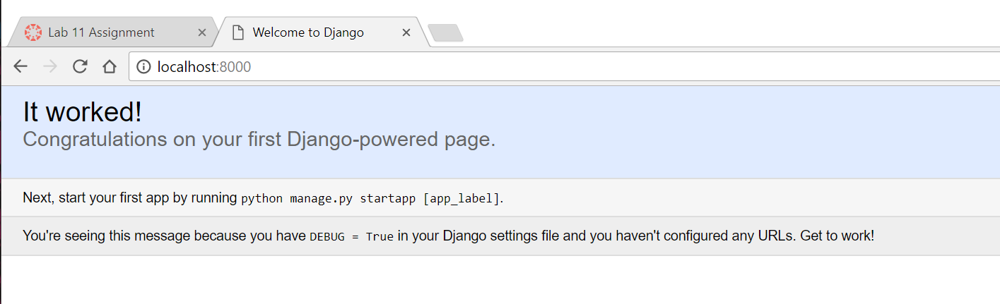 Lab 11 Assignment
Welcome to Django
localhost:8000
It worked!
Congratulations on your first Django-powered page.
Next, start your first app by running python manage.py startapp [app_label].
You're seeing this message because you have DEBUG = True in your Django settings file and you haven't configured any URLs. Get to work!